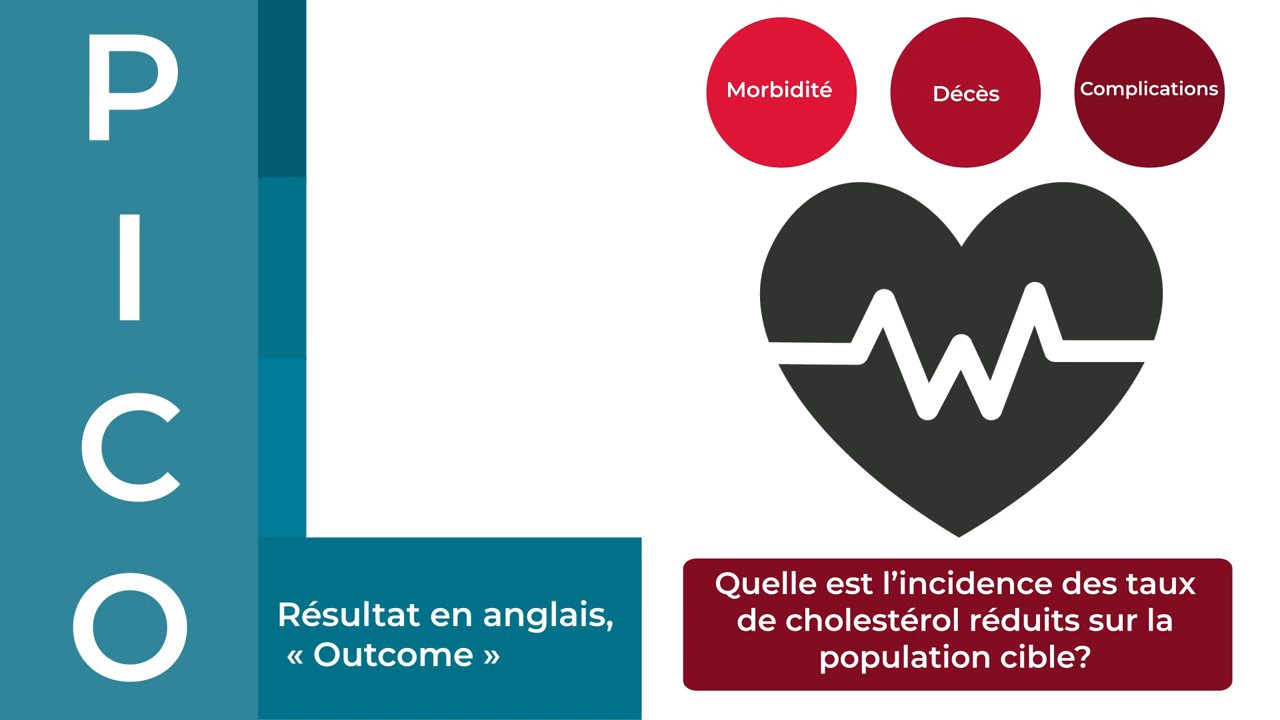 P
I
C
O
Résultat en anglais,
« Outcome »
Morbidité
Décès
Complications
Quelle est l’incidence des taux
de cholestérol réduits sur la
population cible?